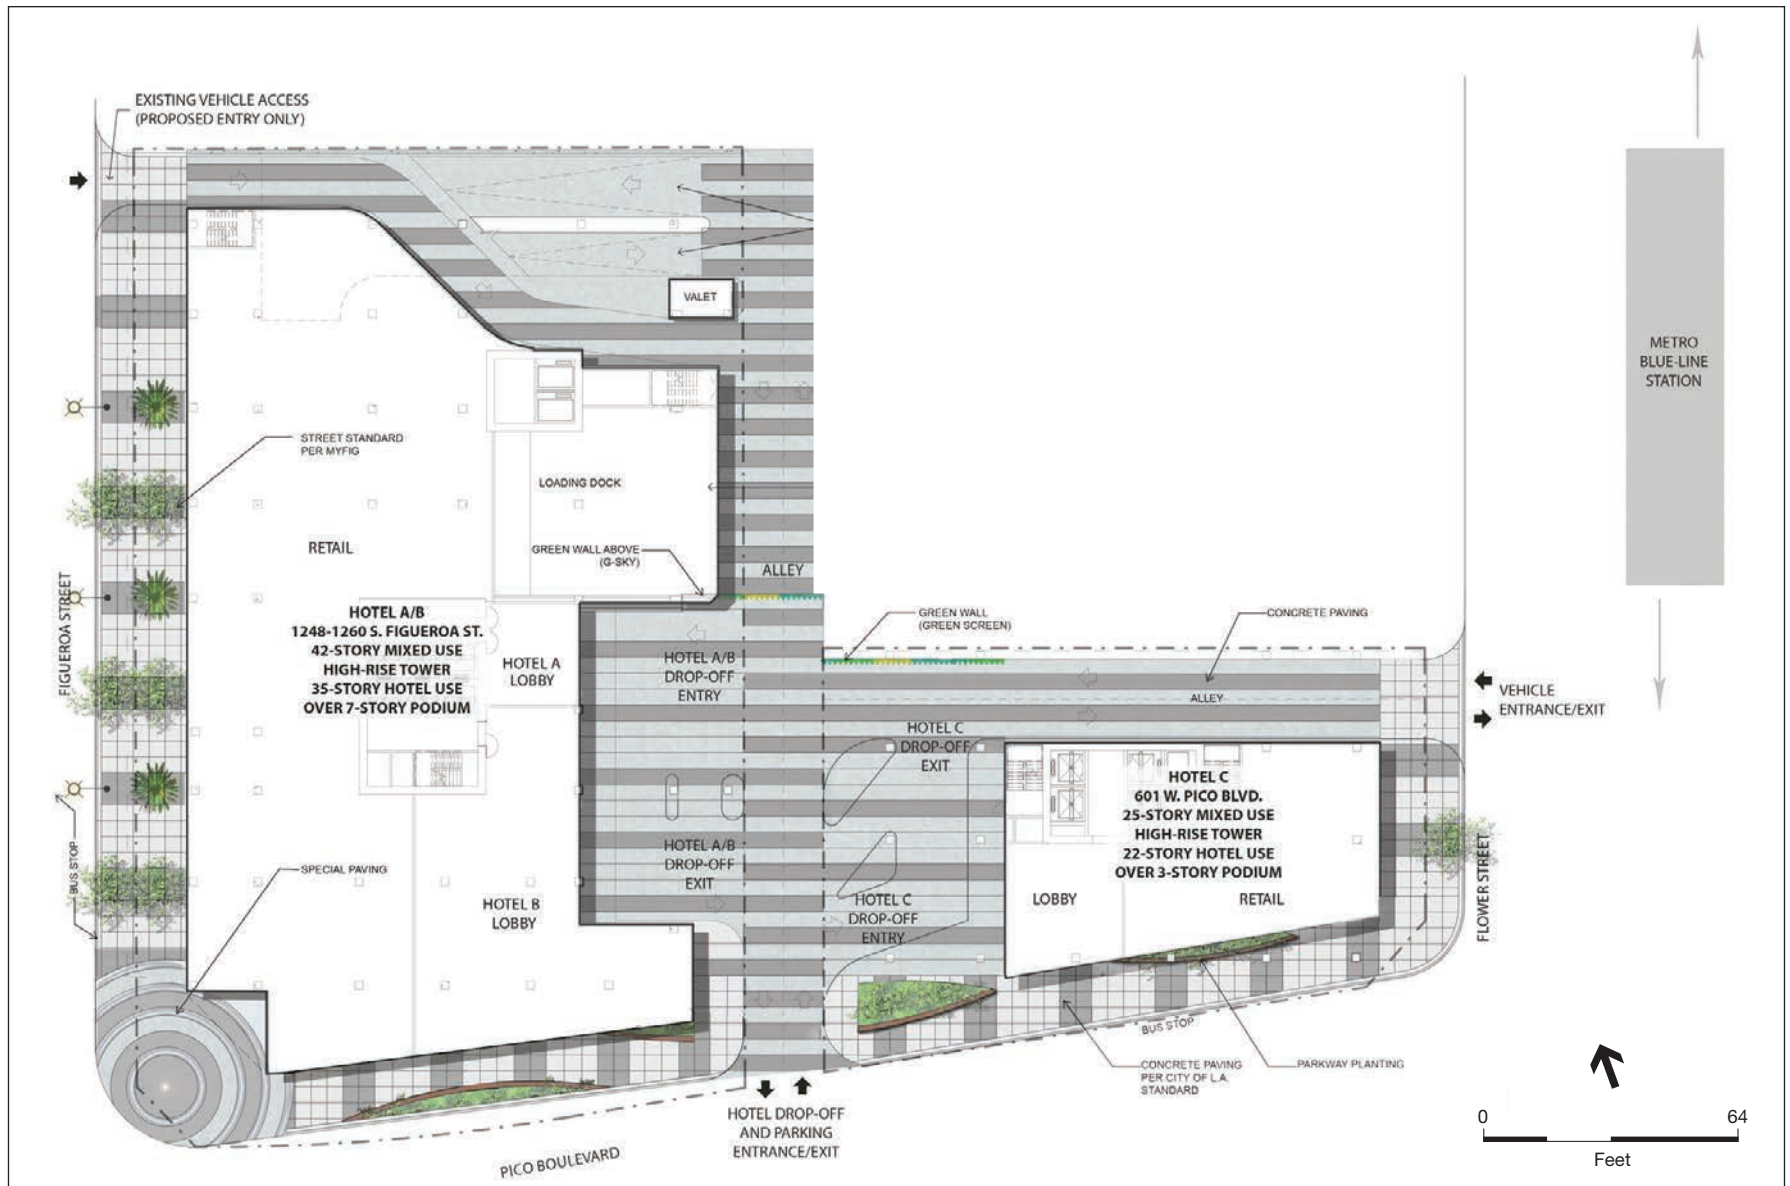 EXISTING VEHICLE ACCESS
(PROPOSED ENTRY ONLY)
VALET
METRO
BLUE-LINE
STATION
STREET STANDARD
PER MYFIG
LOADING DOCK
RETAIL
GREEN WALL ABOVE
(G-SKY)
ALLEY
FIGUEROA STREET
HOTEL A/B
1248-1260 S. FIGUEROA ST.
42-STORY MIXED USE
HIGH-RISE TOWER
35-STORY HOTEL USE
OVER 7-STORY PODIUM
HOTEL A
LOBBY
HOTEL A/B
DROP-OFF
ENTRY
GREEN WALL
(GREEN SCREEN)
CONCRETE PAVING
ALLEY
VEHICLE
ENTRANCE/EXIT
HOTEL C
DROP-OFF
EXIT
HOTEL C
601 W. PICO BLVD.
25-STORY MIXED USE
HIGH-RISE TOWER
22-STORY HOTEL USE
OVER 3-STORY PODIUM
BUS STOP
SPECIAL PAVING
HOTEL A/B
DROP-OFF
EXIT
HOTEL B
LOBBY
HOTEL C
DROP-OFF
ENTRY
LOBBY
RETAIL
FLOWER STREET
BUS STOP
CONCRETE PAVING
PER CITY OF L.A.
STANDARD
PARKWAY PLANTING
HOTEL DROP-OFF
AND PARKING
ENTRANCE/EXIT
PICO BOULEVARD
0 64
Feet